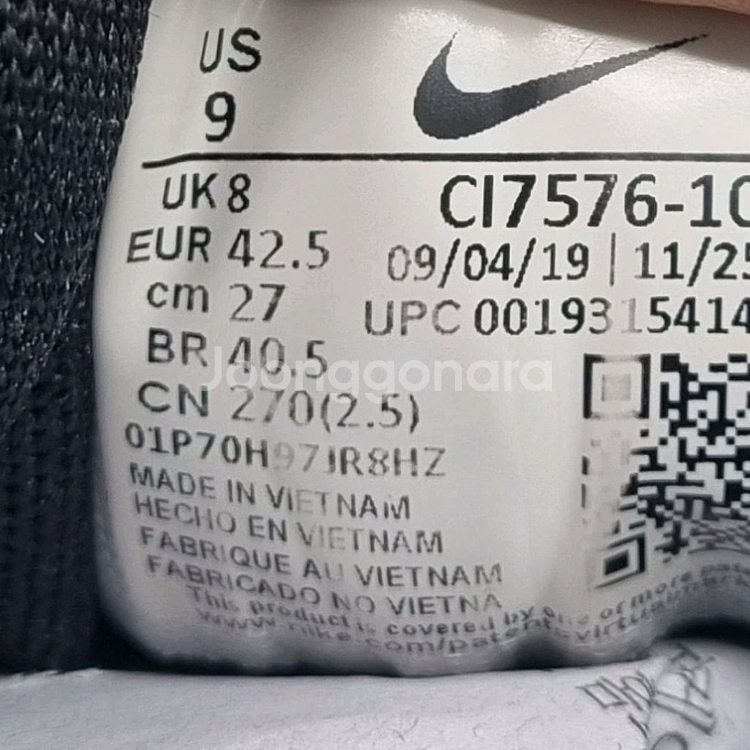 US
9
UK 8
CI7576-10
EUR 42.5
09/04/19 | 11/25
cm 27
UPC 0019315414
BR 40.5
Joonggonara
CN 270(2.5)
01P70H97JR8HZ
MADE IN VIETNAM
HECHO EN VIETNAM
FABRIQUE AU VIETNAM
FABRICADO NO VIETNA
This product is covered by one or more
www.nike.com/patents